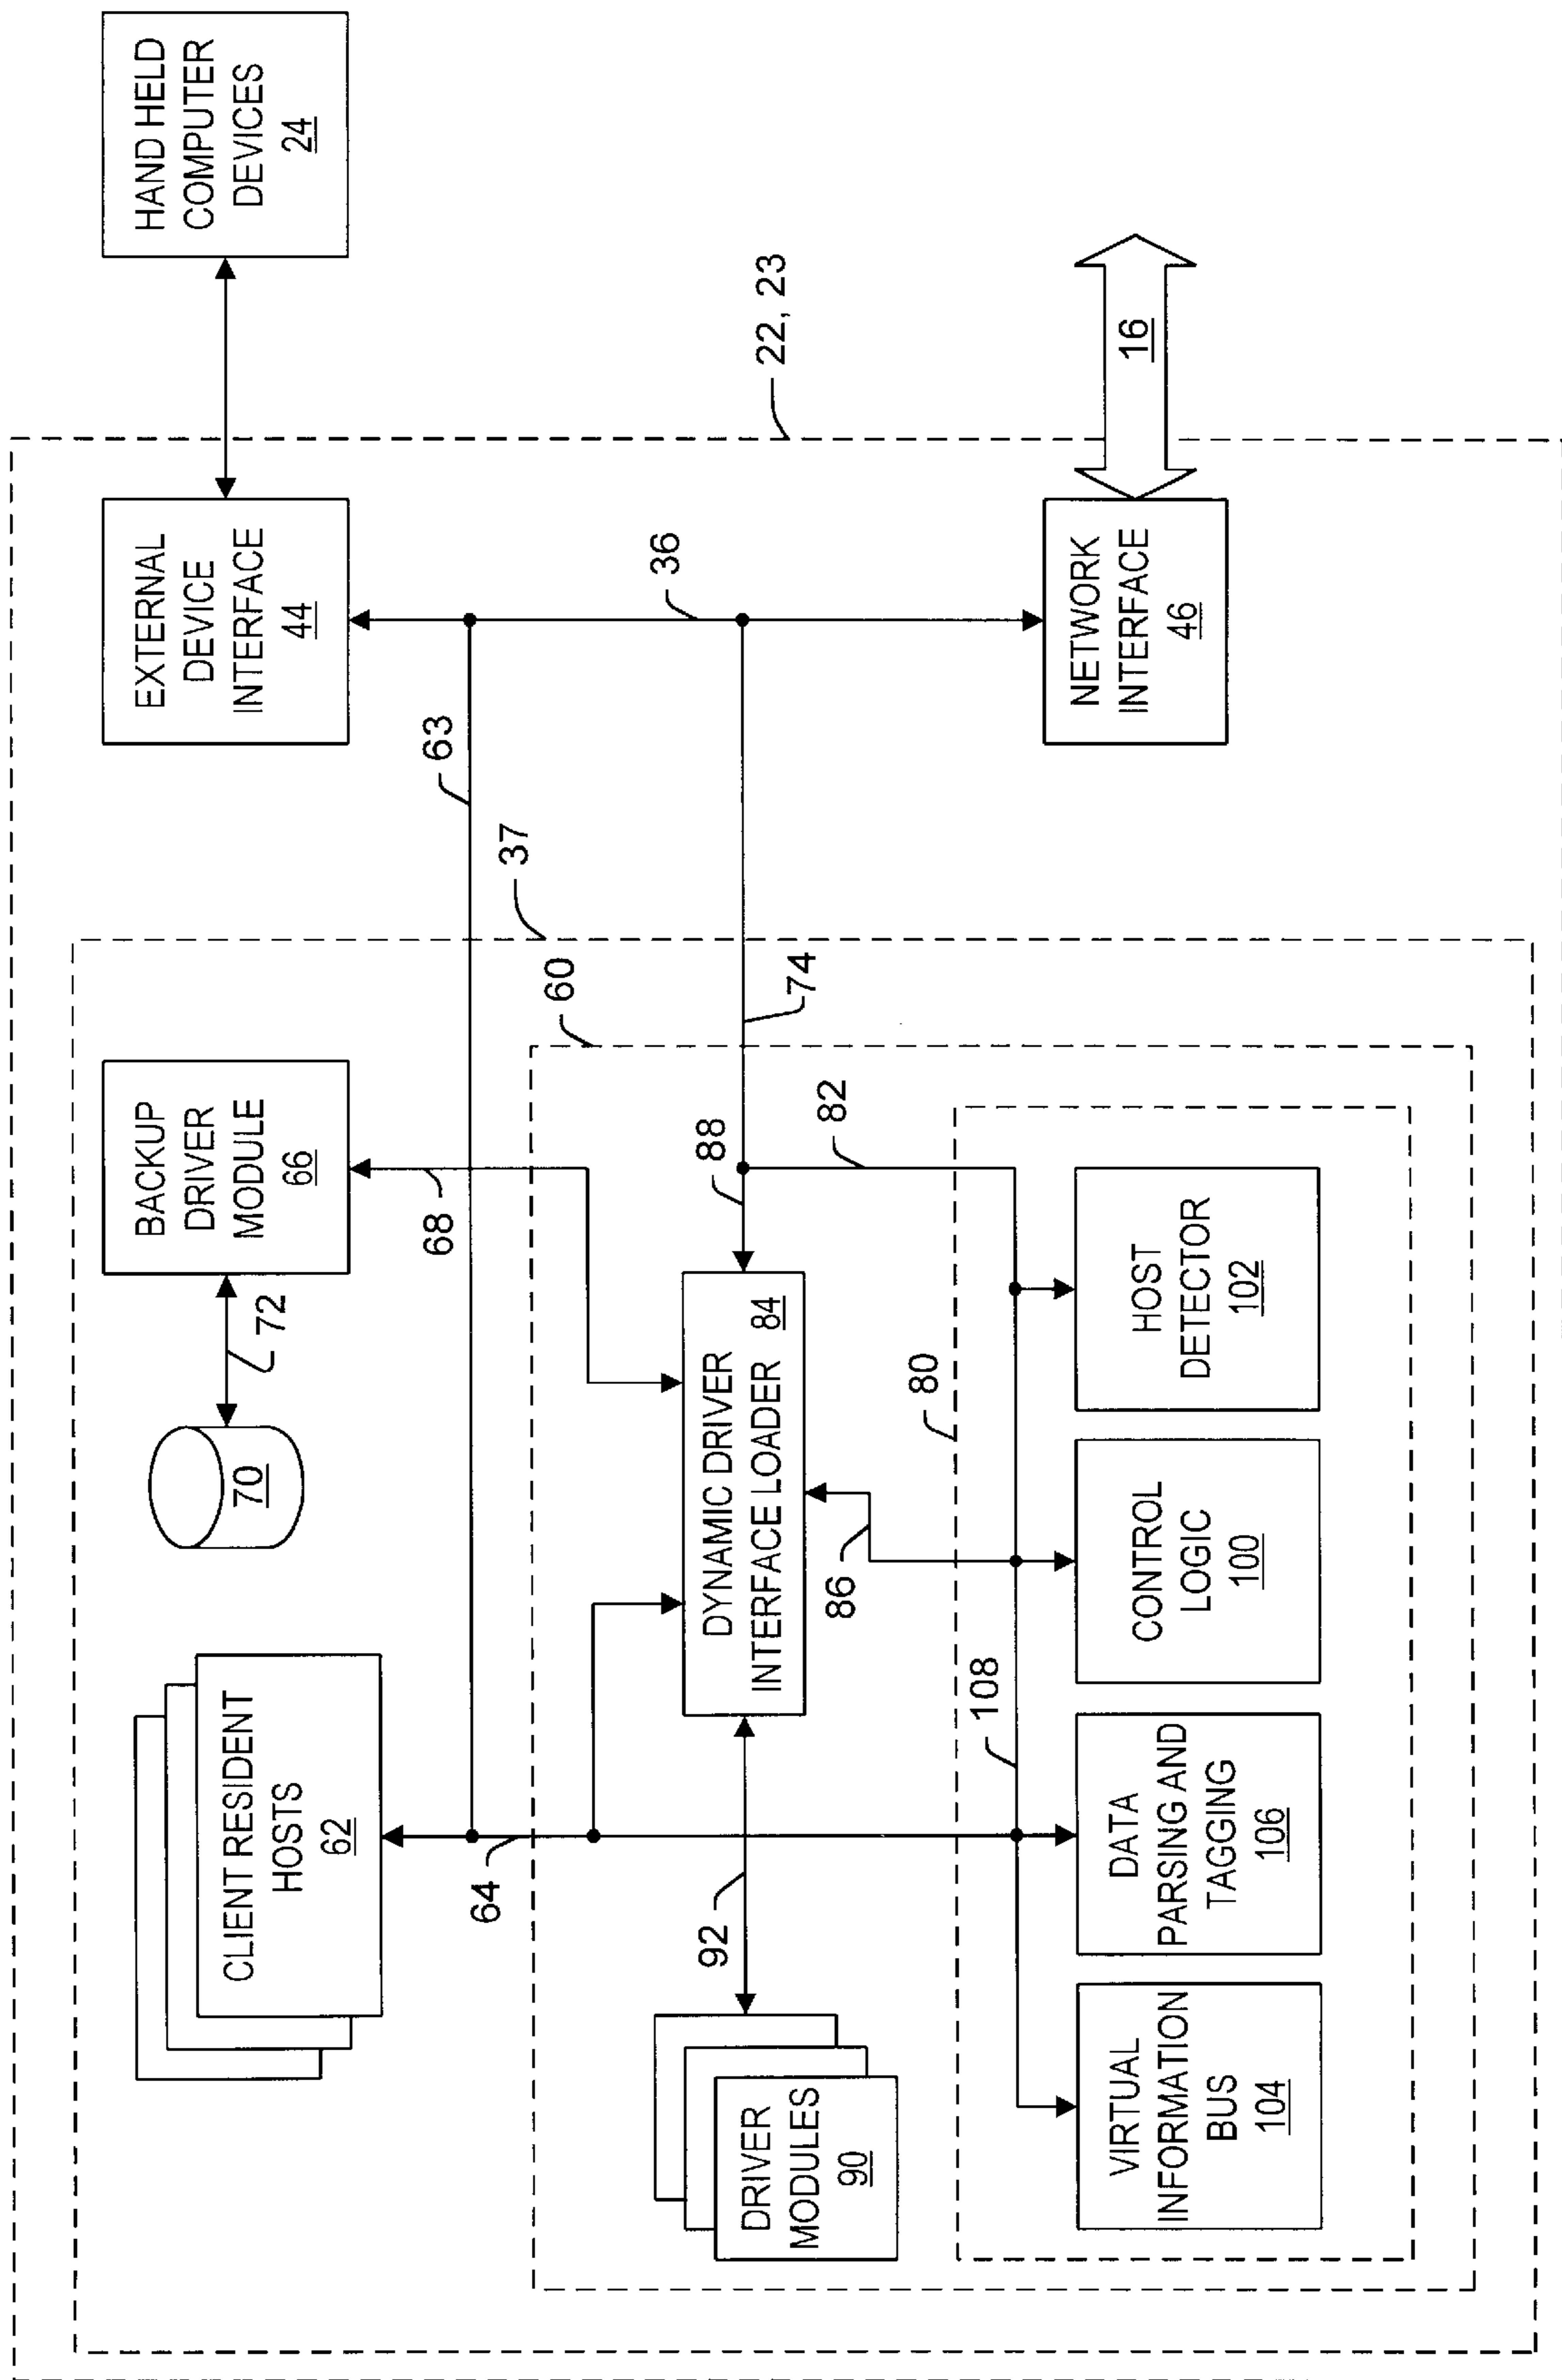 HAND HELD
COMPUTER
DEVICES
24
EXTERNAL
DEVICE
INTERFACE
44
36
63
22, 23
16
NETWORK
INTERFACE
46
37
60
74
BACKUP
DRIVER
MODULE
66
68
72
70
88
82
80
DYNAMIC DRIVER
INTERFACE LOADER 84
86
CLIENT RESIDENT
HOSTS
62
64
92
108
DRIVER
MODULES
90
VIRTUAL
INFORMATION
BUS
104
DATA
PARSING AND
TAGGING
106
CONTROL
LOGIC
100
HOST
DETECTOR
102